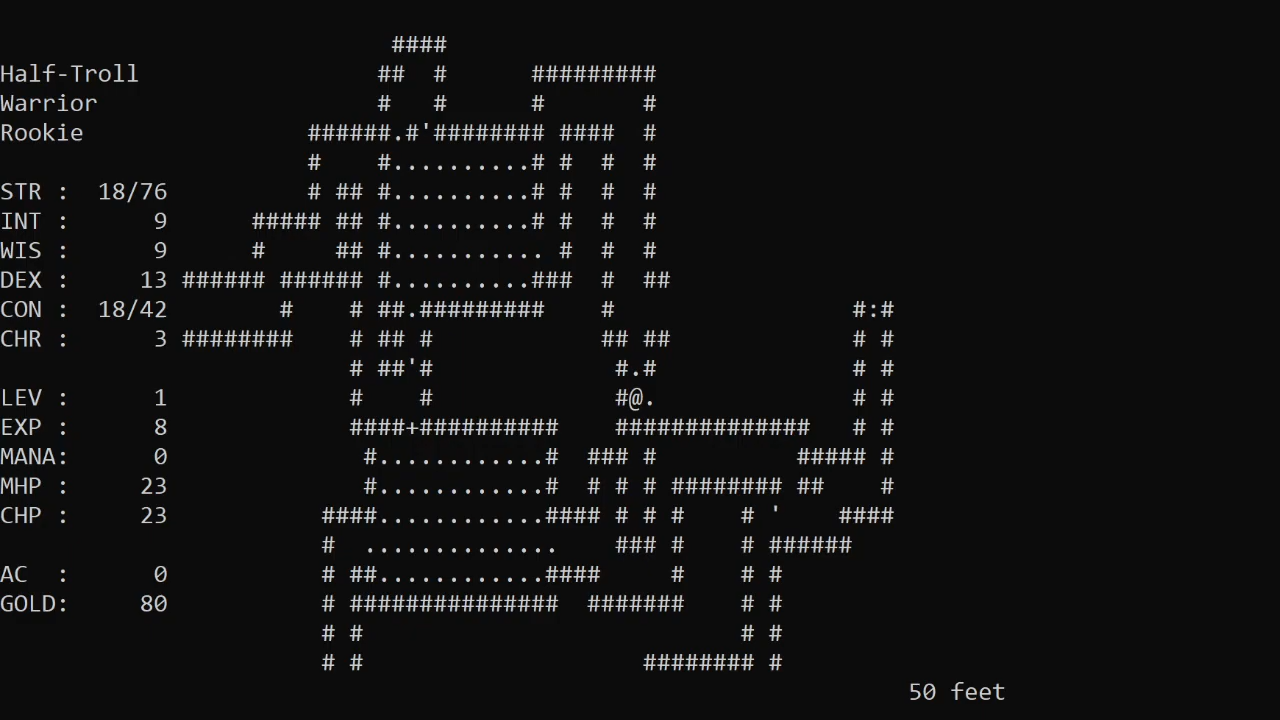 ####
Half-Troll                 ##  #      #########
Warrior                    #   #      #       #
Rookie                ######.#'######## ####  #
                      #    #..........# #  #  #
STR :  18/76          # ## #..........# #  #  #
INT :      9      ##### ## #..........# #  #  #
WIS :      9      #     ## #........... #  #  #
DEX :     13 ###### ###### #..........###  #  ##
CON :  18/42        #    # ##.#########    #                 #:#
CHR :      3 ########    # ## #            ## ##             # #
                         # ##'#             #.#              # #
LEV :      1             #    #             #@.              # #
EXP :      8             ####+##########    ##############   # #
MANA:      0              #............#  ### #          ##### #
MHP :     23              #............#  # # # ######## ##    #
CHP :     23           ####............#### # # #    # '    ####
                       #  ..............    ### #    # ######
AC  :      0           # ##............####     #    # #
GOLD:     80           # ###############  #######    # #
                       # #                           # #
                       # #                    ######## #
                                                                 50 feet